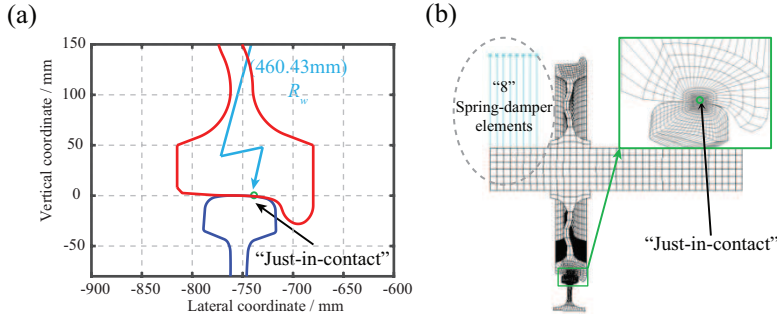 (a)
150
100
50
0
-50
-900
-850
-800
-750
-700
-650
-600
Vertical coordinate / mm
Lateral coordinate / mm
(460.43mm)
R_w
“Just-in-contact”
(b)
“8”
Spring-damper
elements
“Just-in-contact”